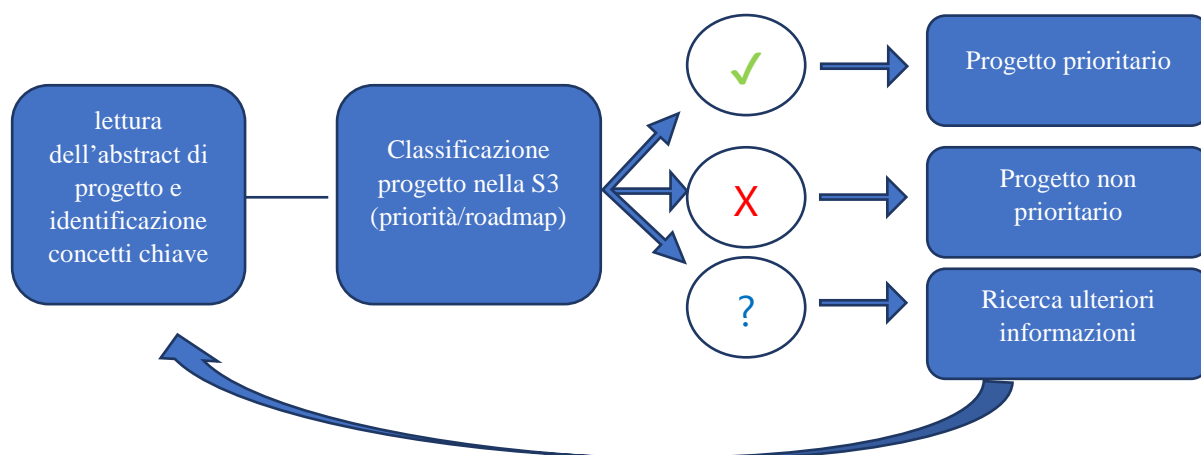 lettura
dell’abstract di
progetto e
identificazione
concetti chiave
Classificazione
progetto nella S3
(priorità/roadmap)
✓
Progetto prioritario
X
Progetto non
prioritario
?
Ricerca ulteriori
informazioni